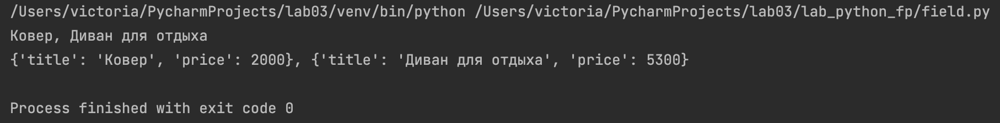 /Users/victoria/PycharmProjects/lab03/venv/bin/python /Users/victoria/PycharmProjects/lab03/lab_python_fp/field.py
Ковер, Диван для отдыха
{'title': 'Ковер', 'price': 2000}, {'title': 'Диван для отдыха', 'price': 5300}
Process finished with exit code 0